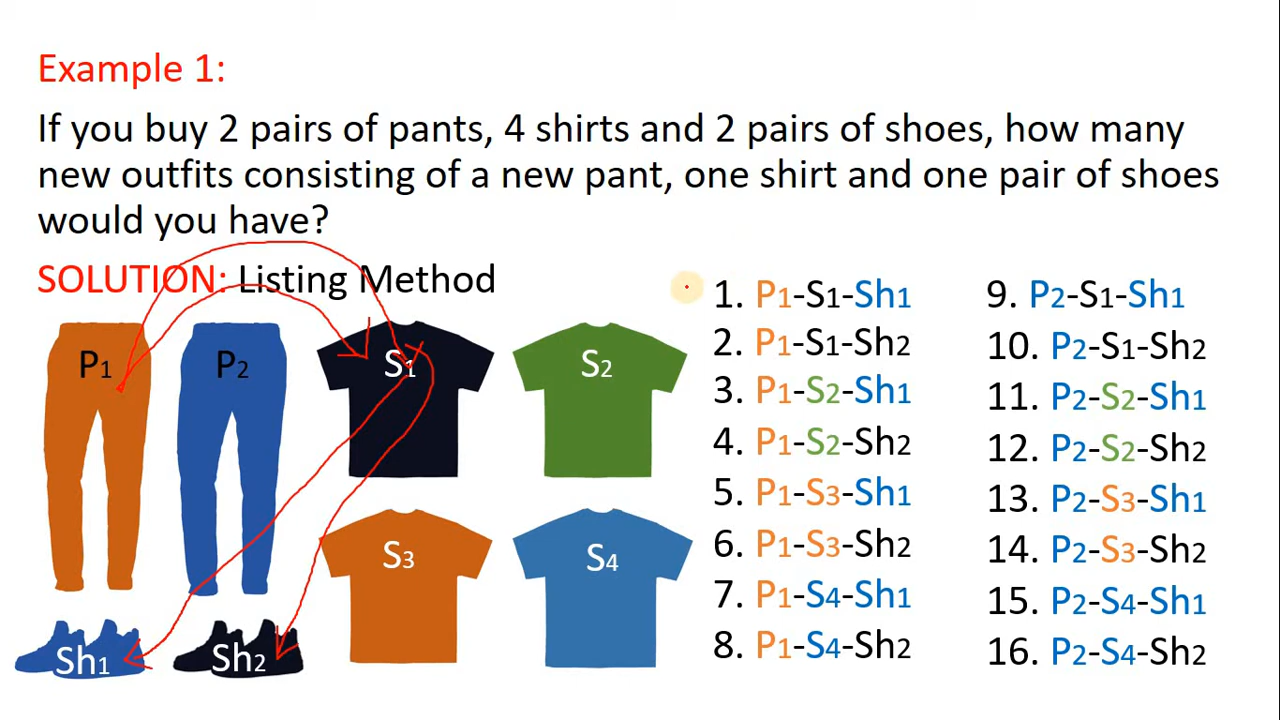 Example 1:
If you buy 2 pairs of pants, 4 shirts and 2 pairs of shoes, how many
new outfits consisting of a new pant, one shirt and one pair of shoes
would you have?
SOLUTION: Listing Method
P1
P2
S1
S2
S3
S4
Sh1
Sh2
1. P1-S1-Sh1
2. P1-S1-Sh2
3. P1-S2-Sh1
4. P1-S2-Sh2
5. P1-S3-Sh1
6. P1-S3-Sh2
7. P1-S4-Sh1
8. P1-S4-Sh2
9. P2-S1-Sh1
10. P2-S1-Sh2
11. P2-S2-Sh1
12. P2-S2-Sh2
13. P2-S3-Sh1
14. P2-S3-Sh2
15. P2-S4-Sh1
16. P2-S4-Sh2